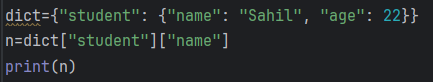 dict={"student": {"name": "Sahil", "age": 22}}
n=dict["student"]["name"]
print(n)